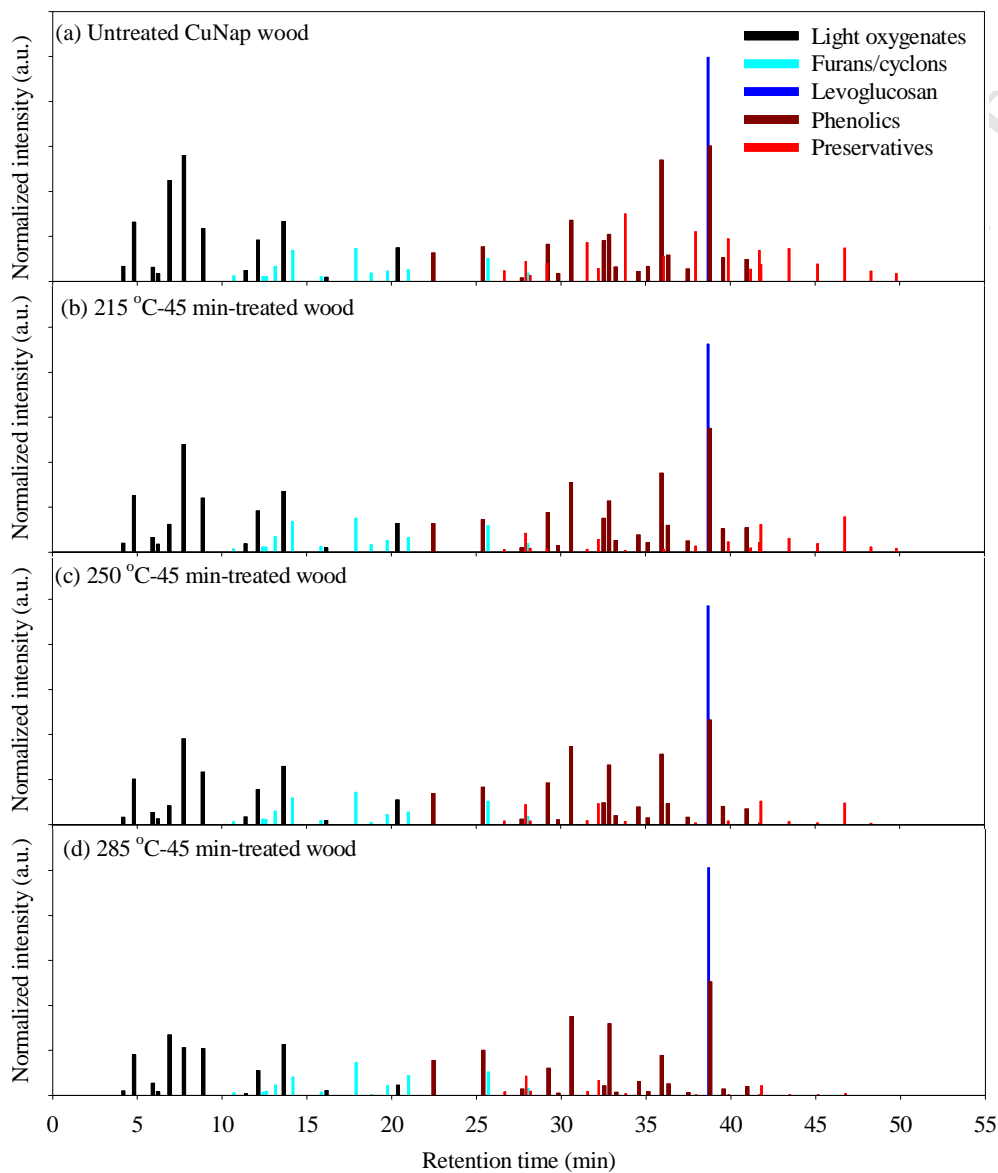 (a) Untreated CuNap wood
Light oxygenates
Furans/cyclons
Levoglucosan
Phenolics
Preservatives
Normalized intensity (a.u.)
(b) 215 °C-45 min-treated wood
Normalized intensity (a.u.)
(c) 250 °C-45 min-treated wood
Normalized intensity (a.u.)
(d) 285 °C-45 min-treated wood
Normalized intensity (a.u.)
0 5 10 15 20 25 30 35 40 45 50 55
Retention time (min)